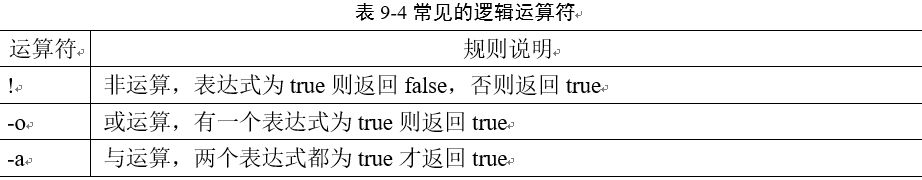 表 9-4 常见的逻辑运算符
运算符 规则说明
! 非运算，表达式为 true 则返回 false，否则返回 true
-o 或运算，有一个表达式为 true 则返回 true
-a 与运算，两个表达式都为 true 才返回 true